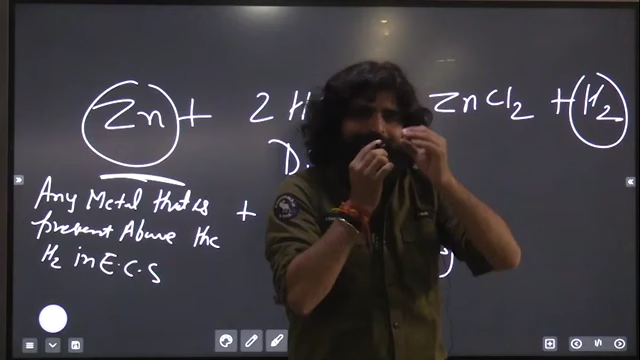 Zn + 2 H ZnCl2 + H2
D.
Any Metal that is +
present Above the
H2 in E.C.S